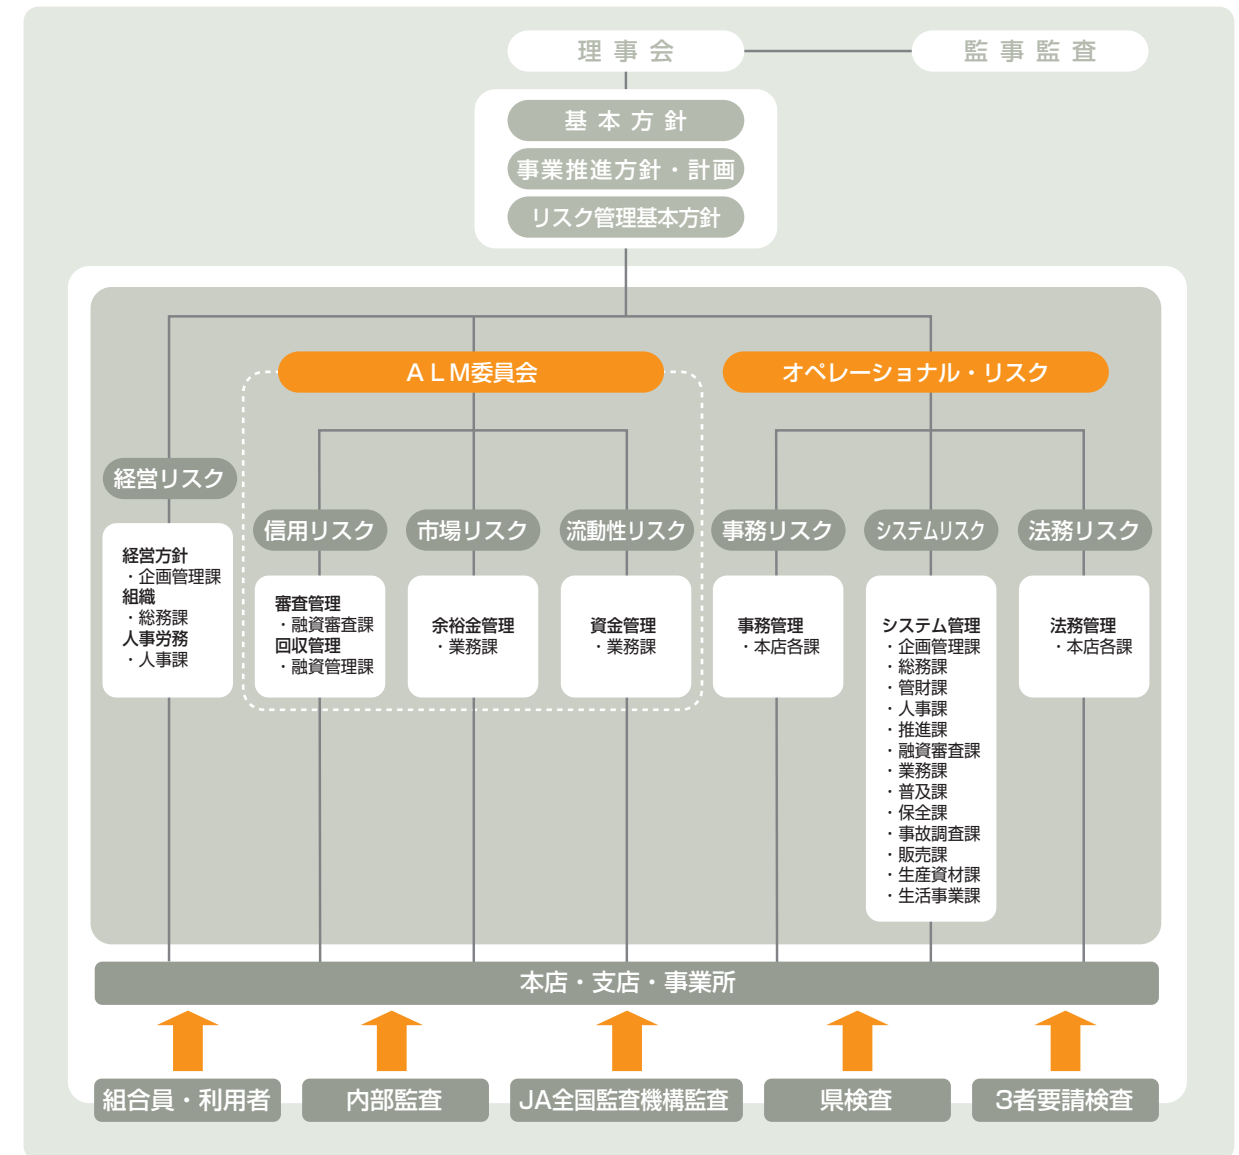 理事会
監事監査
基本方針
事業推進方針・計画
リスク管理基本方針
ALM委員会
オペレーショナル・リスク
経営リスク
経営方針
・企画管理課
組織
・総務課
人事労務
・人事課
信用リスク
審査管理
・融資審査課
回収管理
・融資管理課
市場リスク
余裕金管理
・業務課
流動性リスク
資金管理
・業務課
事務リスク
事務管理
・本店各課
システムリスク
システム管理
・企画管理課
・総務課
・管財課
・人事課
・推進課
・融資審査課
・業務課
・普及課
・保全課
・事故調査課
・販売課
・生産資材課
・生活事業課
法務リスク
法務管理
・本店各課
本店・支店・事業所
組合員・利用者
内部監査
JA全国監査機構監査
県検査
3者要請検査